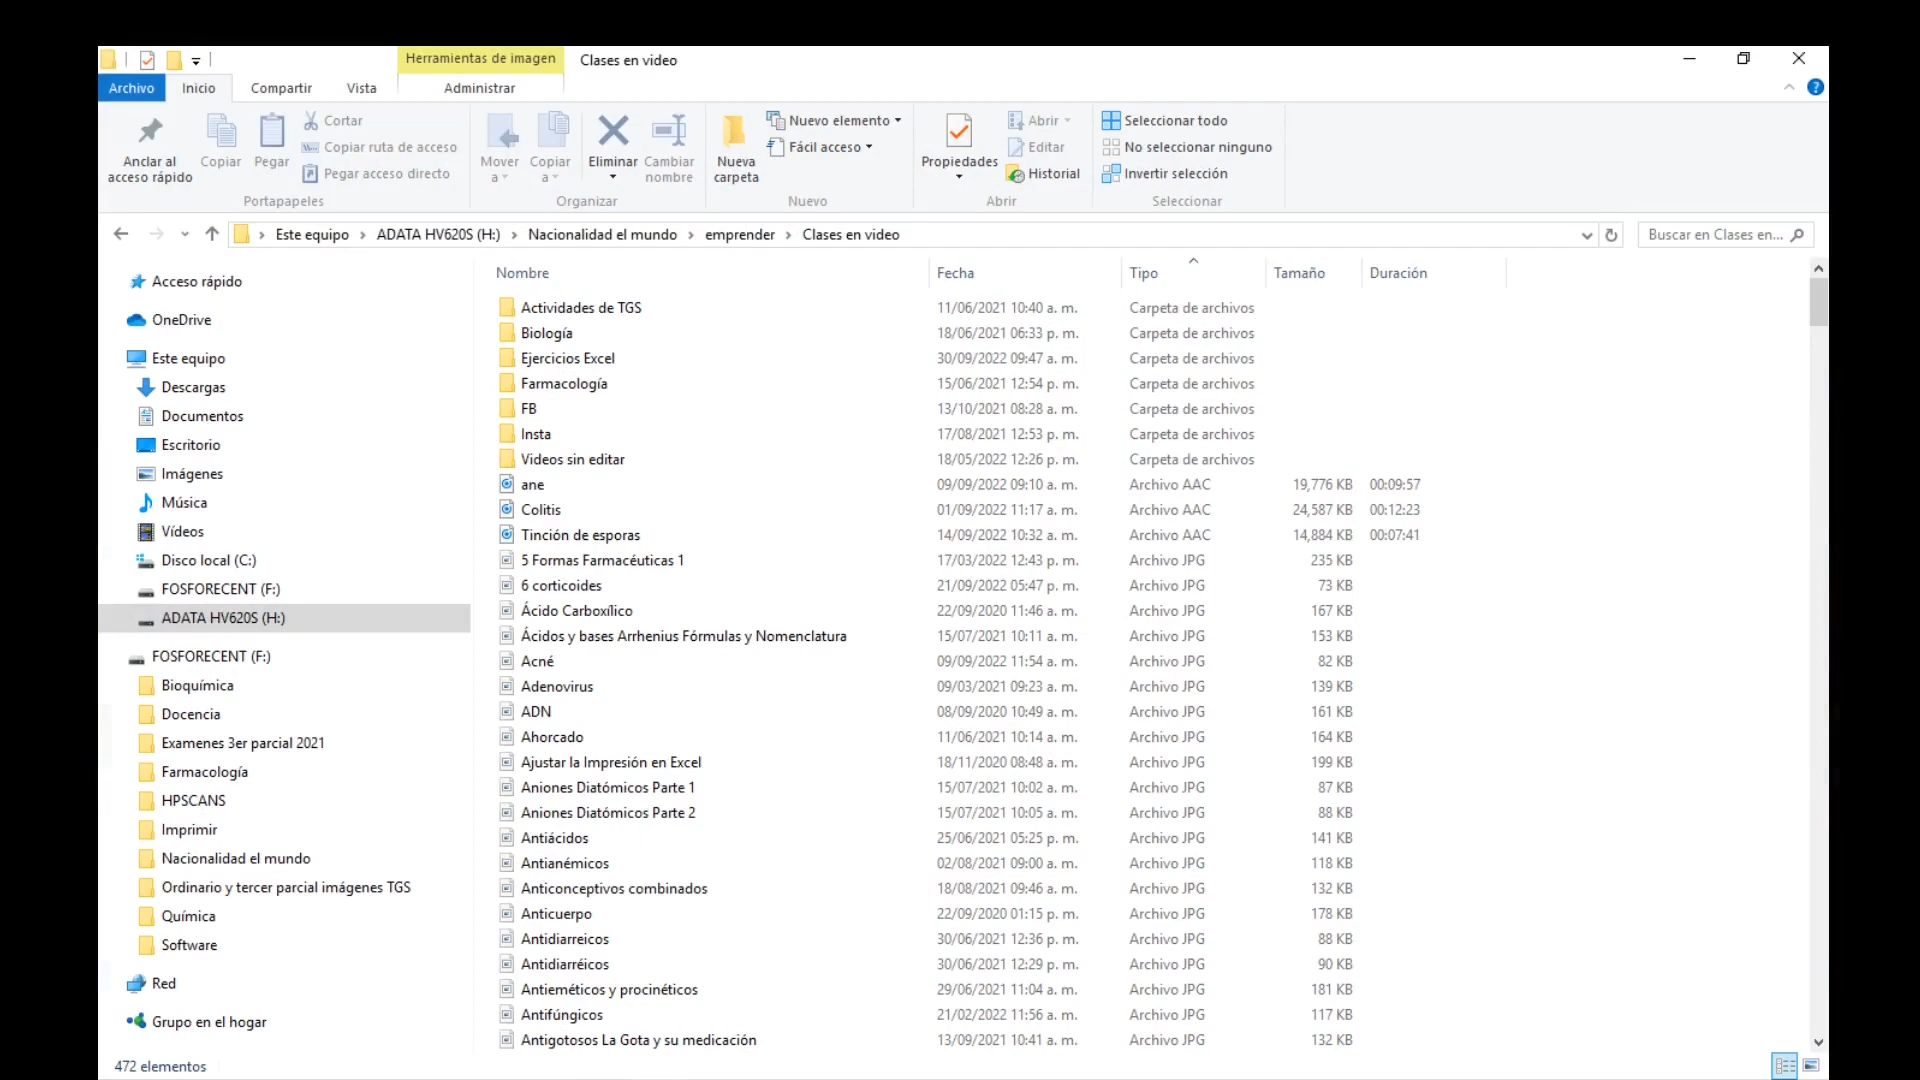 Herramientas de imagen
Clases en video
Archivo
Inicio
Compartir
Vista
Administrar
Anclar al
acceso rápido
Copiar
Pegar
Cortar
Copiar ruta de acceso
Pegar acceso directo
Portapapeles
Mover
a
Copiar
a
Eliminar
Cambiar
nombre
Organizar
Nueva
carpeta
Nuevo elemento
Fácil acceso
Nuevo
Propiedades
Abrir
Editar
Historial
Abrir
Seleccionar todo
No seleccionar ninguno
Invertir selección
Seleccionar
Este equipo > ADATA HV620S (H:) > Nacionalidad el mundo > emprender > Clases en video
Buscar en Clases en...
Acceso rápido
OneDrive
Este equipo
Descargas
Documentos
Escritorio
Imágenes
Música
Vídeos
Disco local (C:)
FOSFORECENT (F:)
ADATA HV620S (H:)
FOSFORECENT (F:)
Bioquímica
Docencia
Examenes 3er parcial 2021
Farmacología
HPSCANS
Imprimir
Nacionalidad el mundo
Ordinario y tercer parcial imágenes TGS
Química
Software
Red
Grupo en el hogar
Nombre Fecha Tipo Tamaño Duración
Actividades de TGS 11/06/2021 10:40 a. m. Carpeta de archivos
Biología 18/06/2021 06:33 p. m. Carpeta de archivos
Ejercicios Excel 30/09/2022 09:47 a. m. Carpeta de archivos
Farmacología 15/06/2021 12:54 p. m. Carpeta de archivos
FB 13/10/2021 08:28 a. m. Carpeta de archivos
Insta 17/08/2021 12:53 p. m. Carpeta de archivos
Videos sin editar 18/05/2022 12:26 p. m. Carpeta de archivos
ane 09/09/2022 09:10 a. m. Archivo AAC 19,776 KB 00:09:57
Colitis 01/09/2022 11:17 a. m. Archivo AAC 24,587 KB 00:12:23
Tinción de esporas 14/09/2022 10:32 a. m. Archivo AAC 14,884 KB 00:07:41
5 Formas Farmacéuticas 1 17/03/2022 12:43 p. m. Archivo JPG 235 KB
6 corticoides 21/09/2022 05:47 p. m. Archivo JPG 73 KB
Ácido Carboxílico 22/09/2020 11:46 a. m. Archivo JPG 167 KB
Ácidos y bases Arrhenius Fórmulas y Nomenclatura 15/07/2021 10:11 a. m. Archivo JPG 153 KB
Acné 09/09/2022 11:54 a. m. Archivo JPG 82 KB
Adenovirus 09/03/2021 09:23 a. m. Archivo JPG 139 KB
ADN 08/09/2020 10:49 a. m. Archivo JPG 161 KB
Ahorcado 11/06/2021 10:14 a. m. Archivo JPG 164 KB
Ajustar la Impresión en Excel 18/11/2020 08:48 a. m. Archivo JPG 199 KB
Aniones Diatómicos Parte 1 15/07/2021 10:02 a. m. Archivo JPG 87 KB
Aniones Diatómicos Parte 2 15/07/2021 10:05 a. m. Archivo JPG 88 KB
Antiácidos 25/06/2021 05:25 p. m. Archivo JPG 141 KB
Antianémicos 02/08/2021 09:00 a. m. Archivo JPG 118 KB
Anticonceptivos combinados 18/08/2021 09:46 a. m. Archivo JPG 132 KB
Anticuerpo 22/09/2020 01:15 p. m. Archivo JPG 178 KB
Antidiarreicos 30/06/2021 12:36 p. m. Archivo JPG 88 KB
Antidiarréicos 30/06/2021 12:29 p. m. Archivo JPG 90 KB
Antieméticos y procinéticos 29/06/2021 11:04 a. m. Archivo JPG 181 KB
Antifúngicos 21/02/2022 11:56 a. m. Archivo JPG 117 KB
Antigotosos La Gota y su medicación 13/09/2021 10:41 a. m. Archivo JPG 132 KB
472 elementos